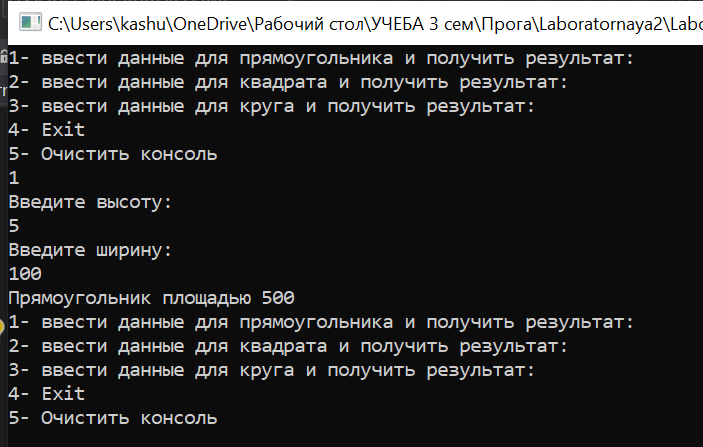 C:\Users\kashu\OneDrive\Рабочий стол\УЧЕБА 3 сем\Прога\Laboratornaya2\Labo
1- ввести данные для прямоугольника и получить результат:
2- ввести данные для квадрата и получить результат:
3- ввести данные для круга и получить результат:
4- Exit
5- Очистить консоль
1
Введите высоту:
5
Введите ширину:
100
Прямоугольник площадью 500
1- ввести данные для прямоугольника и получить результат:
2- ввести данные для квадрата и получить результат:
3- ввести данные для круга и получить результат:
4- Exit
5- Очистить консоль